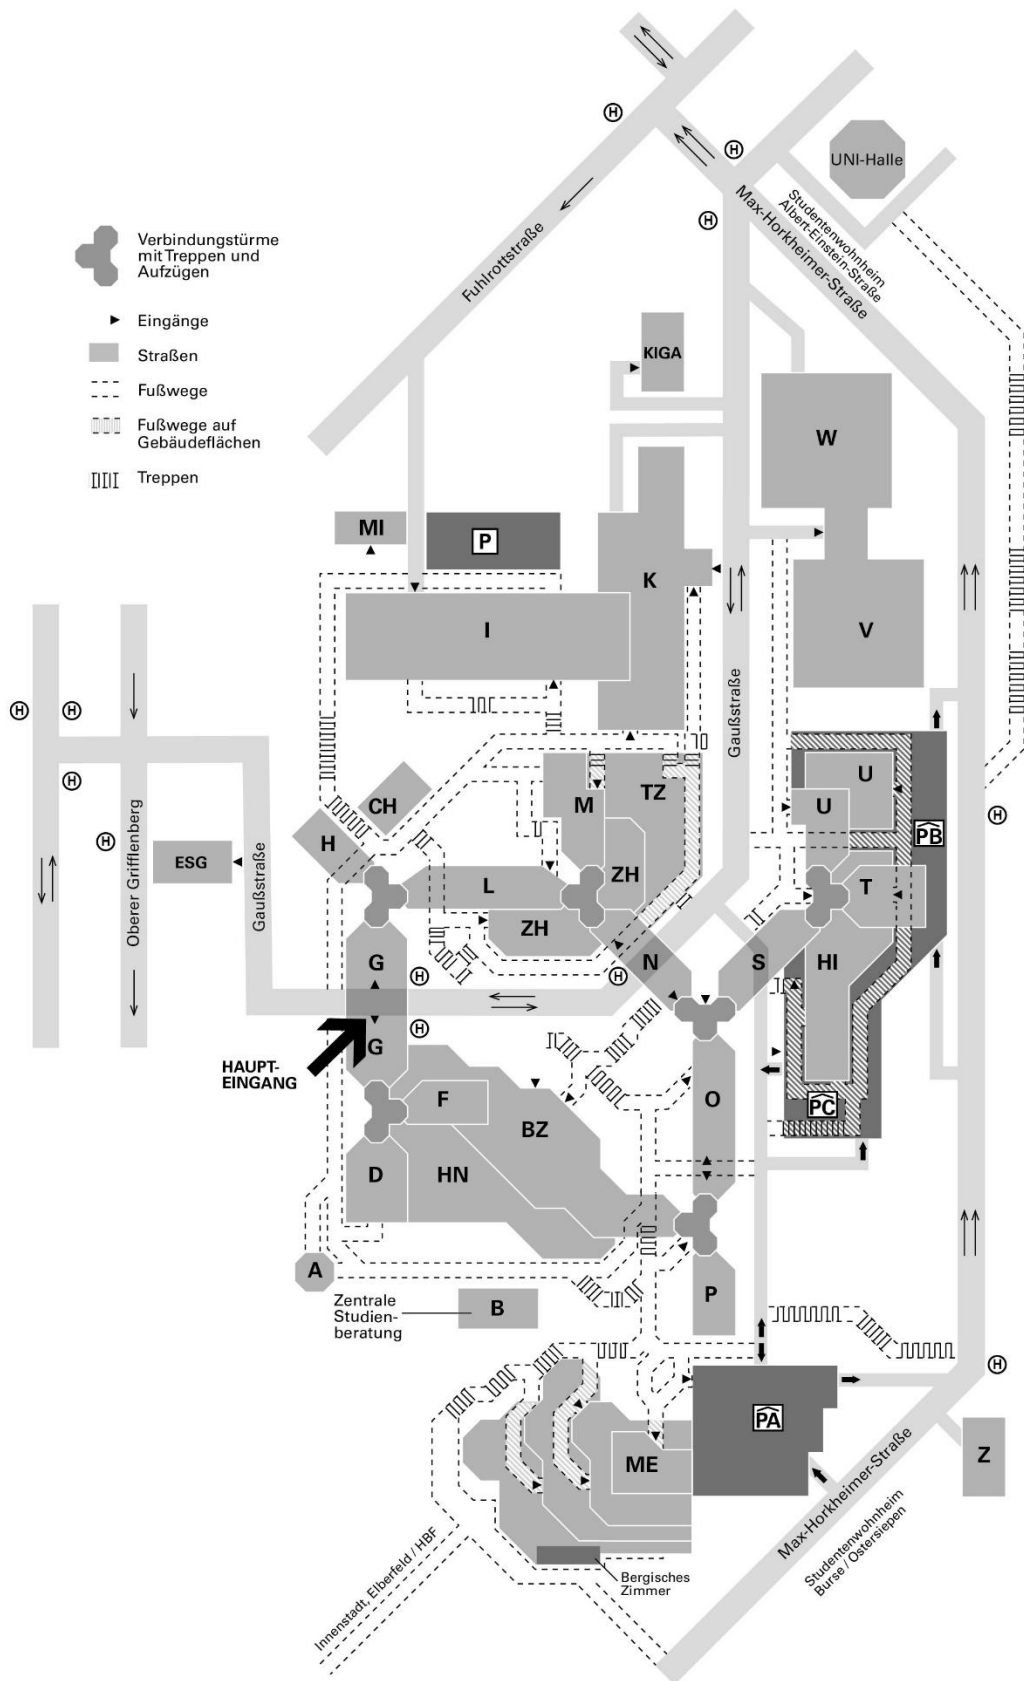 H
H
H
UNI-Halle
Max-Horkheimer-Straße
Studentenwohnheim
Albert-Einstein-Straße
Fuhlrottstraße
Verbindungstürme
mit Treppen und
Aufzügen
Eingänge
Straßen
Fußwege
Fußwege auf
Gebäudeflächen
Treppen
KIGA
W
MI
P
K
I
V
Gaußstraße
H
H
H
H
Oberer Grifflenberg
ESG
Gaußstraße
CH
H
M
TZ
ZH
L
ZH
U
U
PB
H
T
G
H
N
H
S
HI
G
H
HAUPT-
EINGANG
F
BZ
O
PC
D
HN
A
Zentrale
Studien-
beratung
B
P
H
PA
ME
Z
Max-Horkheimer-Straße
Studentenwohnheim
Burse / Ostersiepen
Bergisches
Zimmer
Innenstadt, Elberfeld / HBF